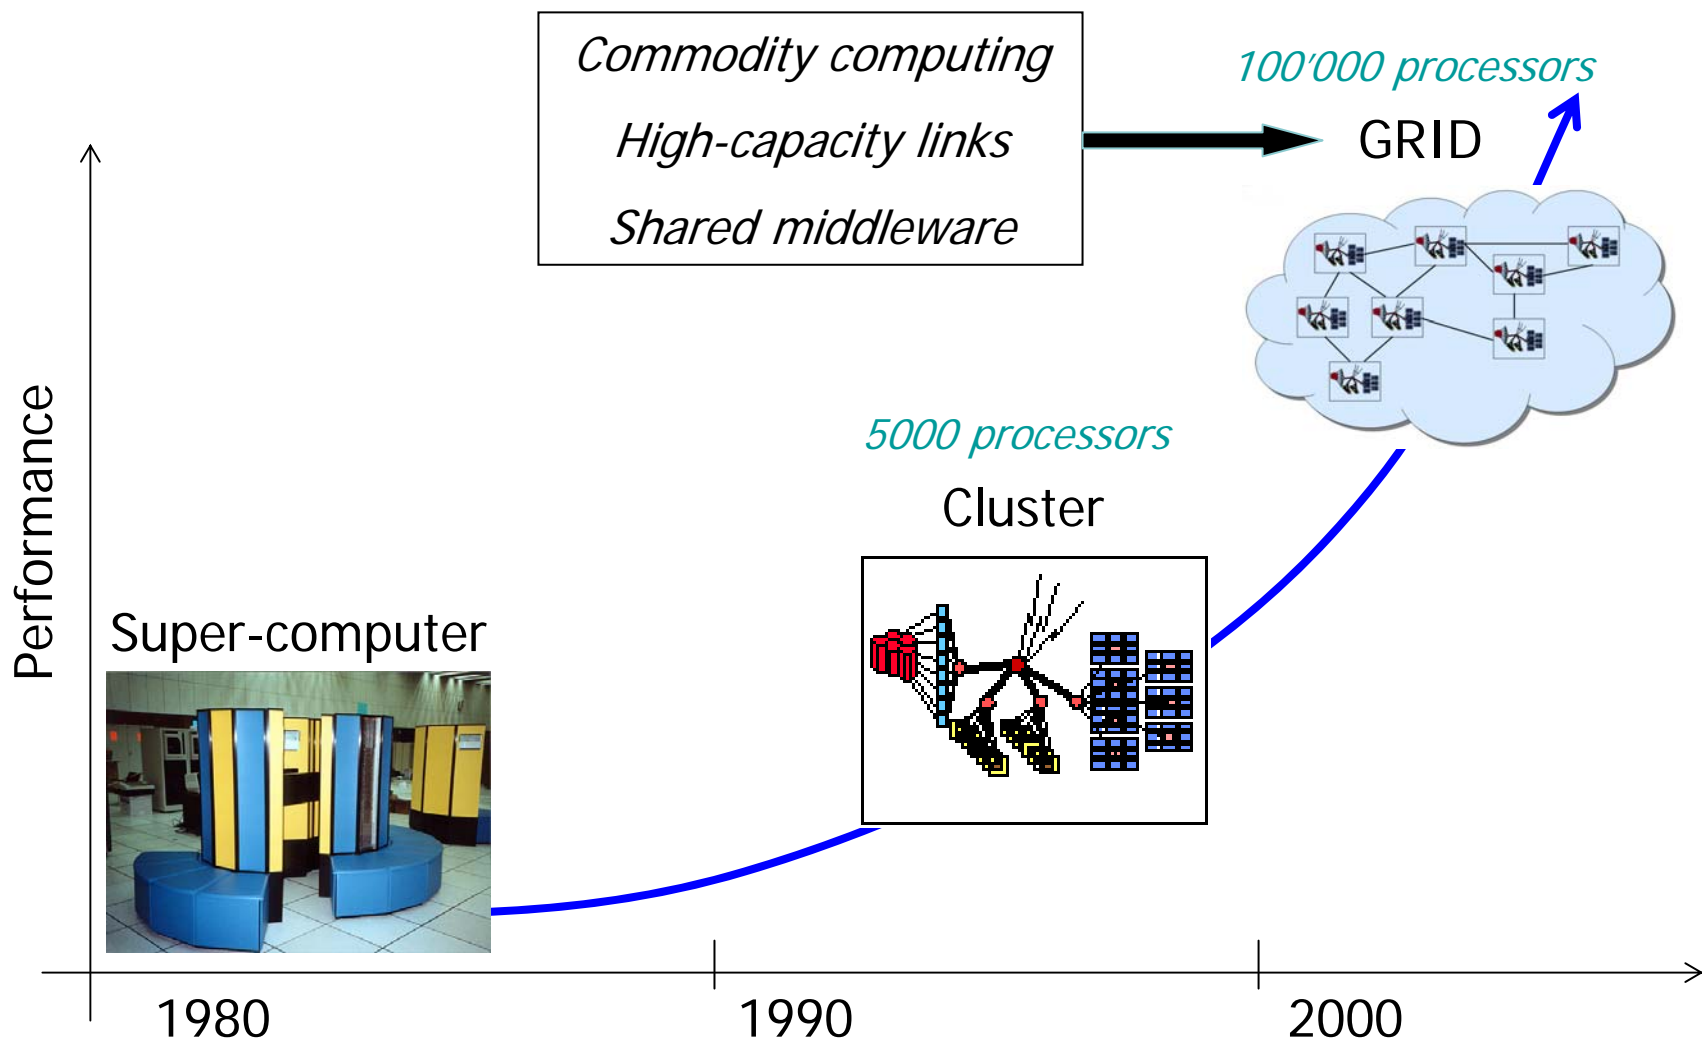 Commodity computing
High-capacity links
Shared middleware
100'000 processors
GRID
5000 processors
Cluster
Super-computer
Performance
1980
1990
2000